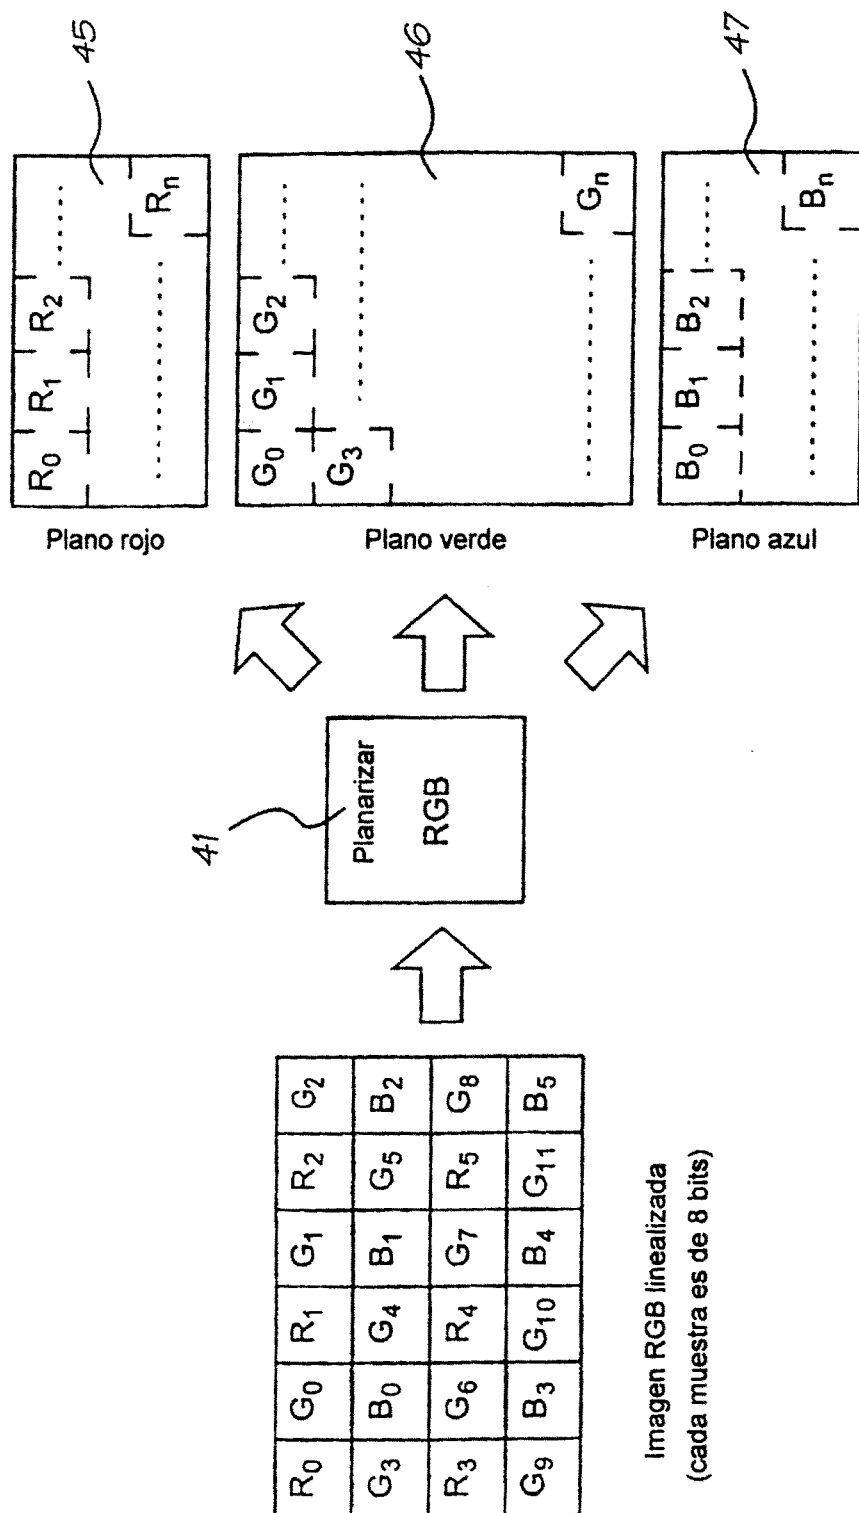 R0 G0 R1 G1 R2 G2
G3 B0 G4 B1 G5 B2
R3 G6 R4 G7 R5 G8
G9 B3 G10 B4 G11 B5
Imagen RGB linealizada
(cada muestra es de 8 bits)
41
Planarizar
RGB
Plano rojo
R0 R1 R2 ......
............... Rn
45
Plano verde
G0 G1 G2 ......
G3 ...............
............... Gn
46
Plano azul
B0 B1 B2 ......
............... Bn
47